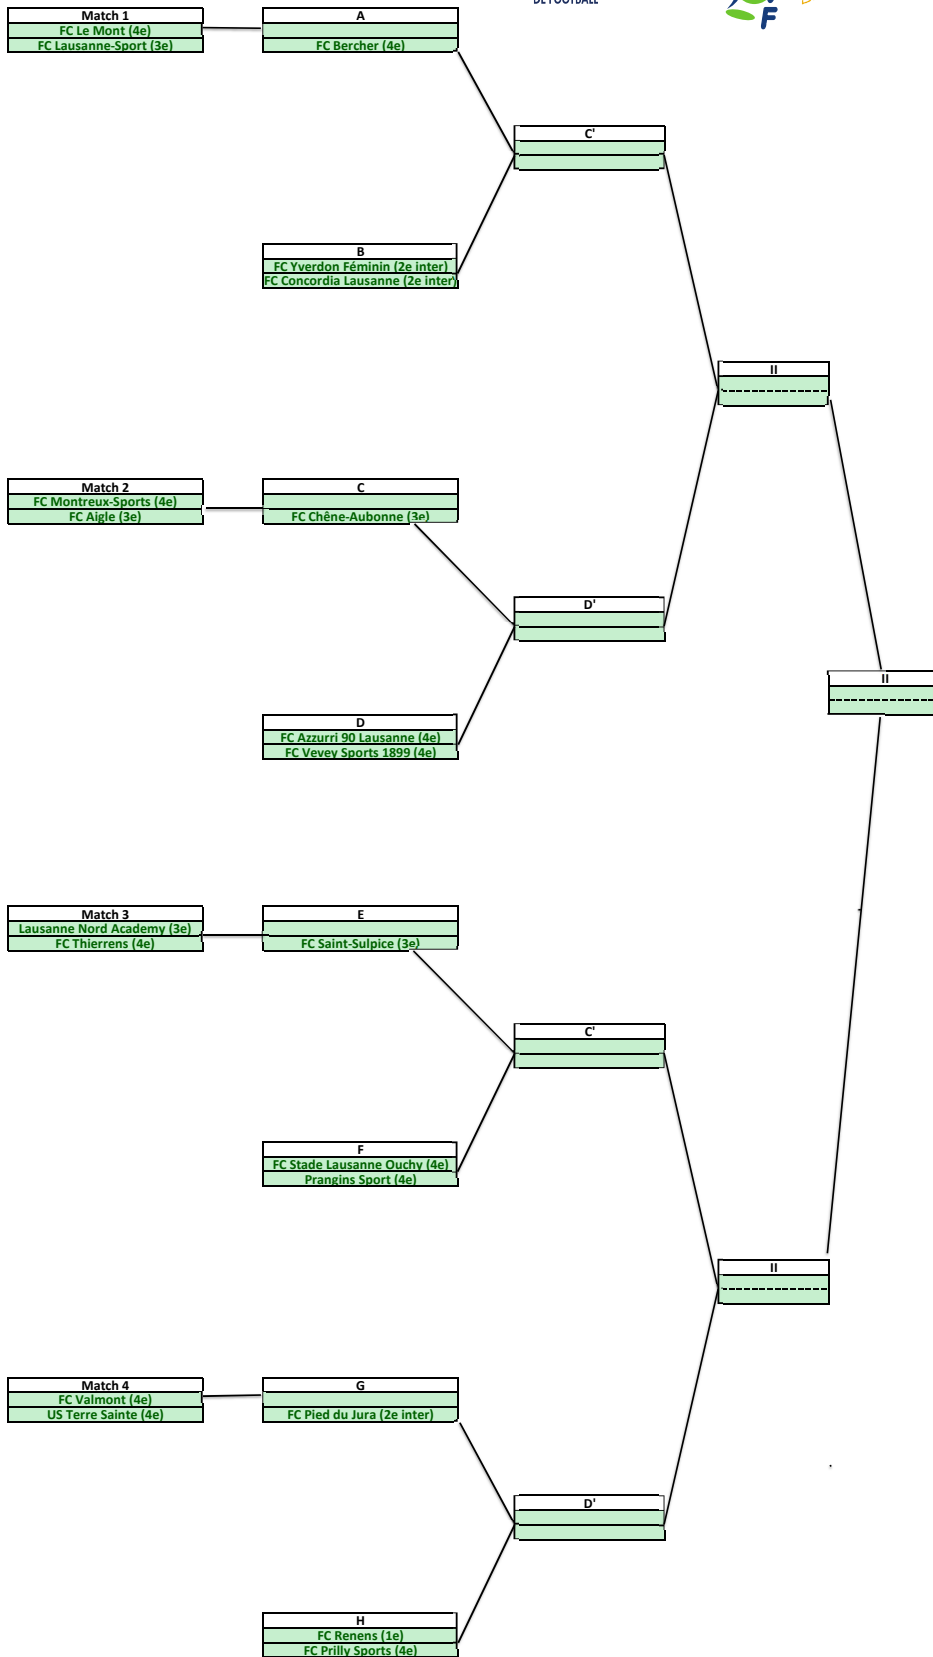 DE FOOTBALL
F
Match 1
FC Le Mont (4e)
FC Lausanne-Sport (3e)
A
FC Bercher (4e)
C'
B
FC Yverdon Féminin (2e inter)
FC Concordia Lausanne (2e inter)
II
Match 2
FC Montreux-Sports (4e)
FC Aigle (3e)
C
FC Chêne-Aubonne (3e)
D'
II
D
FC Azzurri 90 Lausanne (4e)
FC Vevey Sports 1899 (4e)
Match 3
Lausanne Nord Academy (3e)
FC Thierrens (4e)
E
FC Saint-Sulpice (3e)
C'
F
FC Stade Lausanne Ouchy (4e)
Prangins Sport (4e)
II
Match 4
FC Valmont (4e)
US Terre Sainte (4e)
G
FC Pied du Jura (2e inter)
D'
H
FC Renens (1e)
FC Prilly Sports (4e)